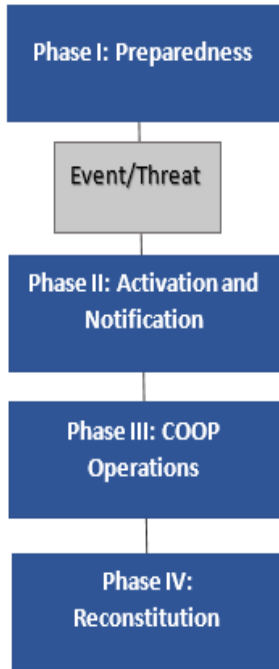 Phase I: Preparedness
Event/Threat
Phase II: Activation and
Notification
Phase III: COOP
Operations
Phase IV:
Reconstitution